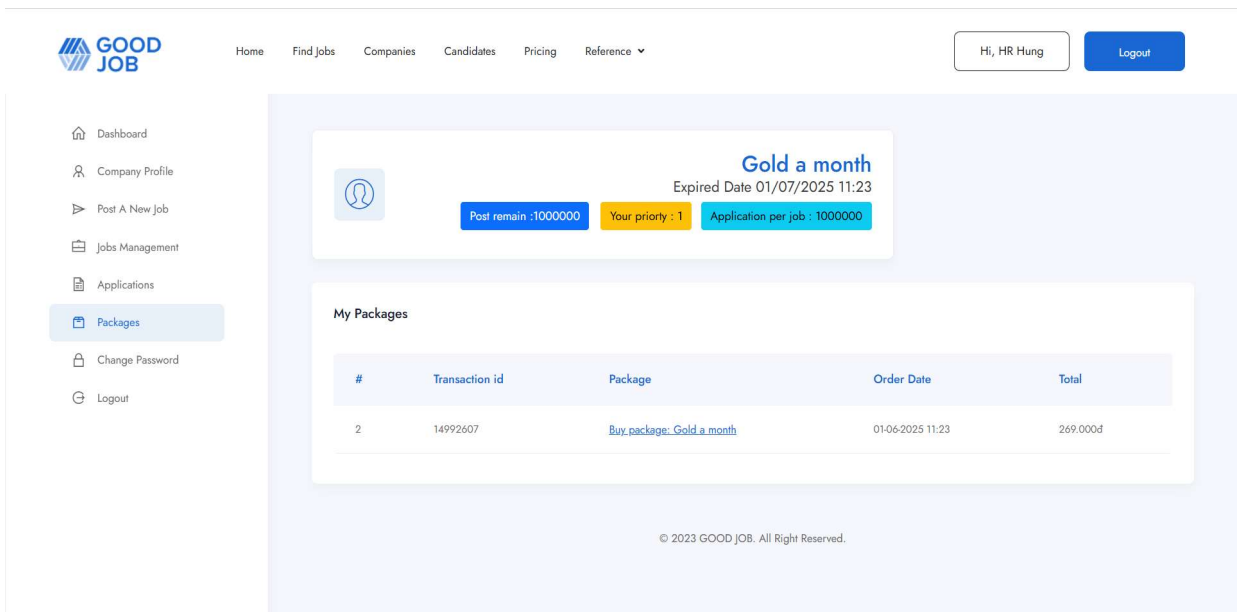 GOOD
JOB
Home Find Jobs Companies Candidates Pricing Reference Hi, HR Hung Logout
Dashboard
Company Profile
Post A New Job
Jobs Management
Applications
Packages
Change Password
Logout
Gold a month
Expired Date 01/07/2025 11:23
Post remain :1000000 Your priorty : 1 Application per job : 1000000
My Packages
# Transaction id Package Order Date Total
2 14992607 Buy package: Gold a month 01-06-2025 11:23 269.000đ
© 2023 GOOD JOB. All Right Reserved.